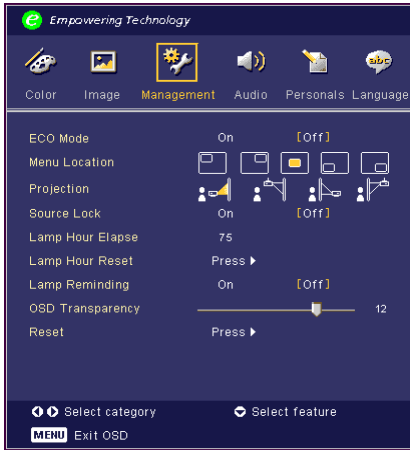 e Empowering Technology
Color Image Management Audio Personals Language
abc
ECO Mode On [Off]
Menu Location
Projection
Source Lock On [Off]
Lamp Hour Elapse 75
Lamp Hour Reset Press
Lamp Reminding On [Off]
OSD Transparency 12
Reset Press
Select category Select feature
MENU Exit OSD